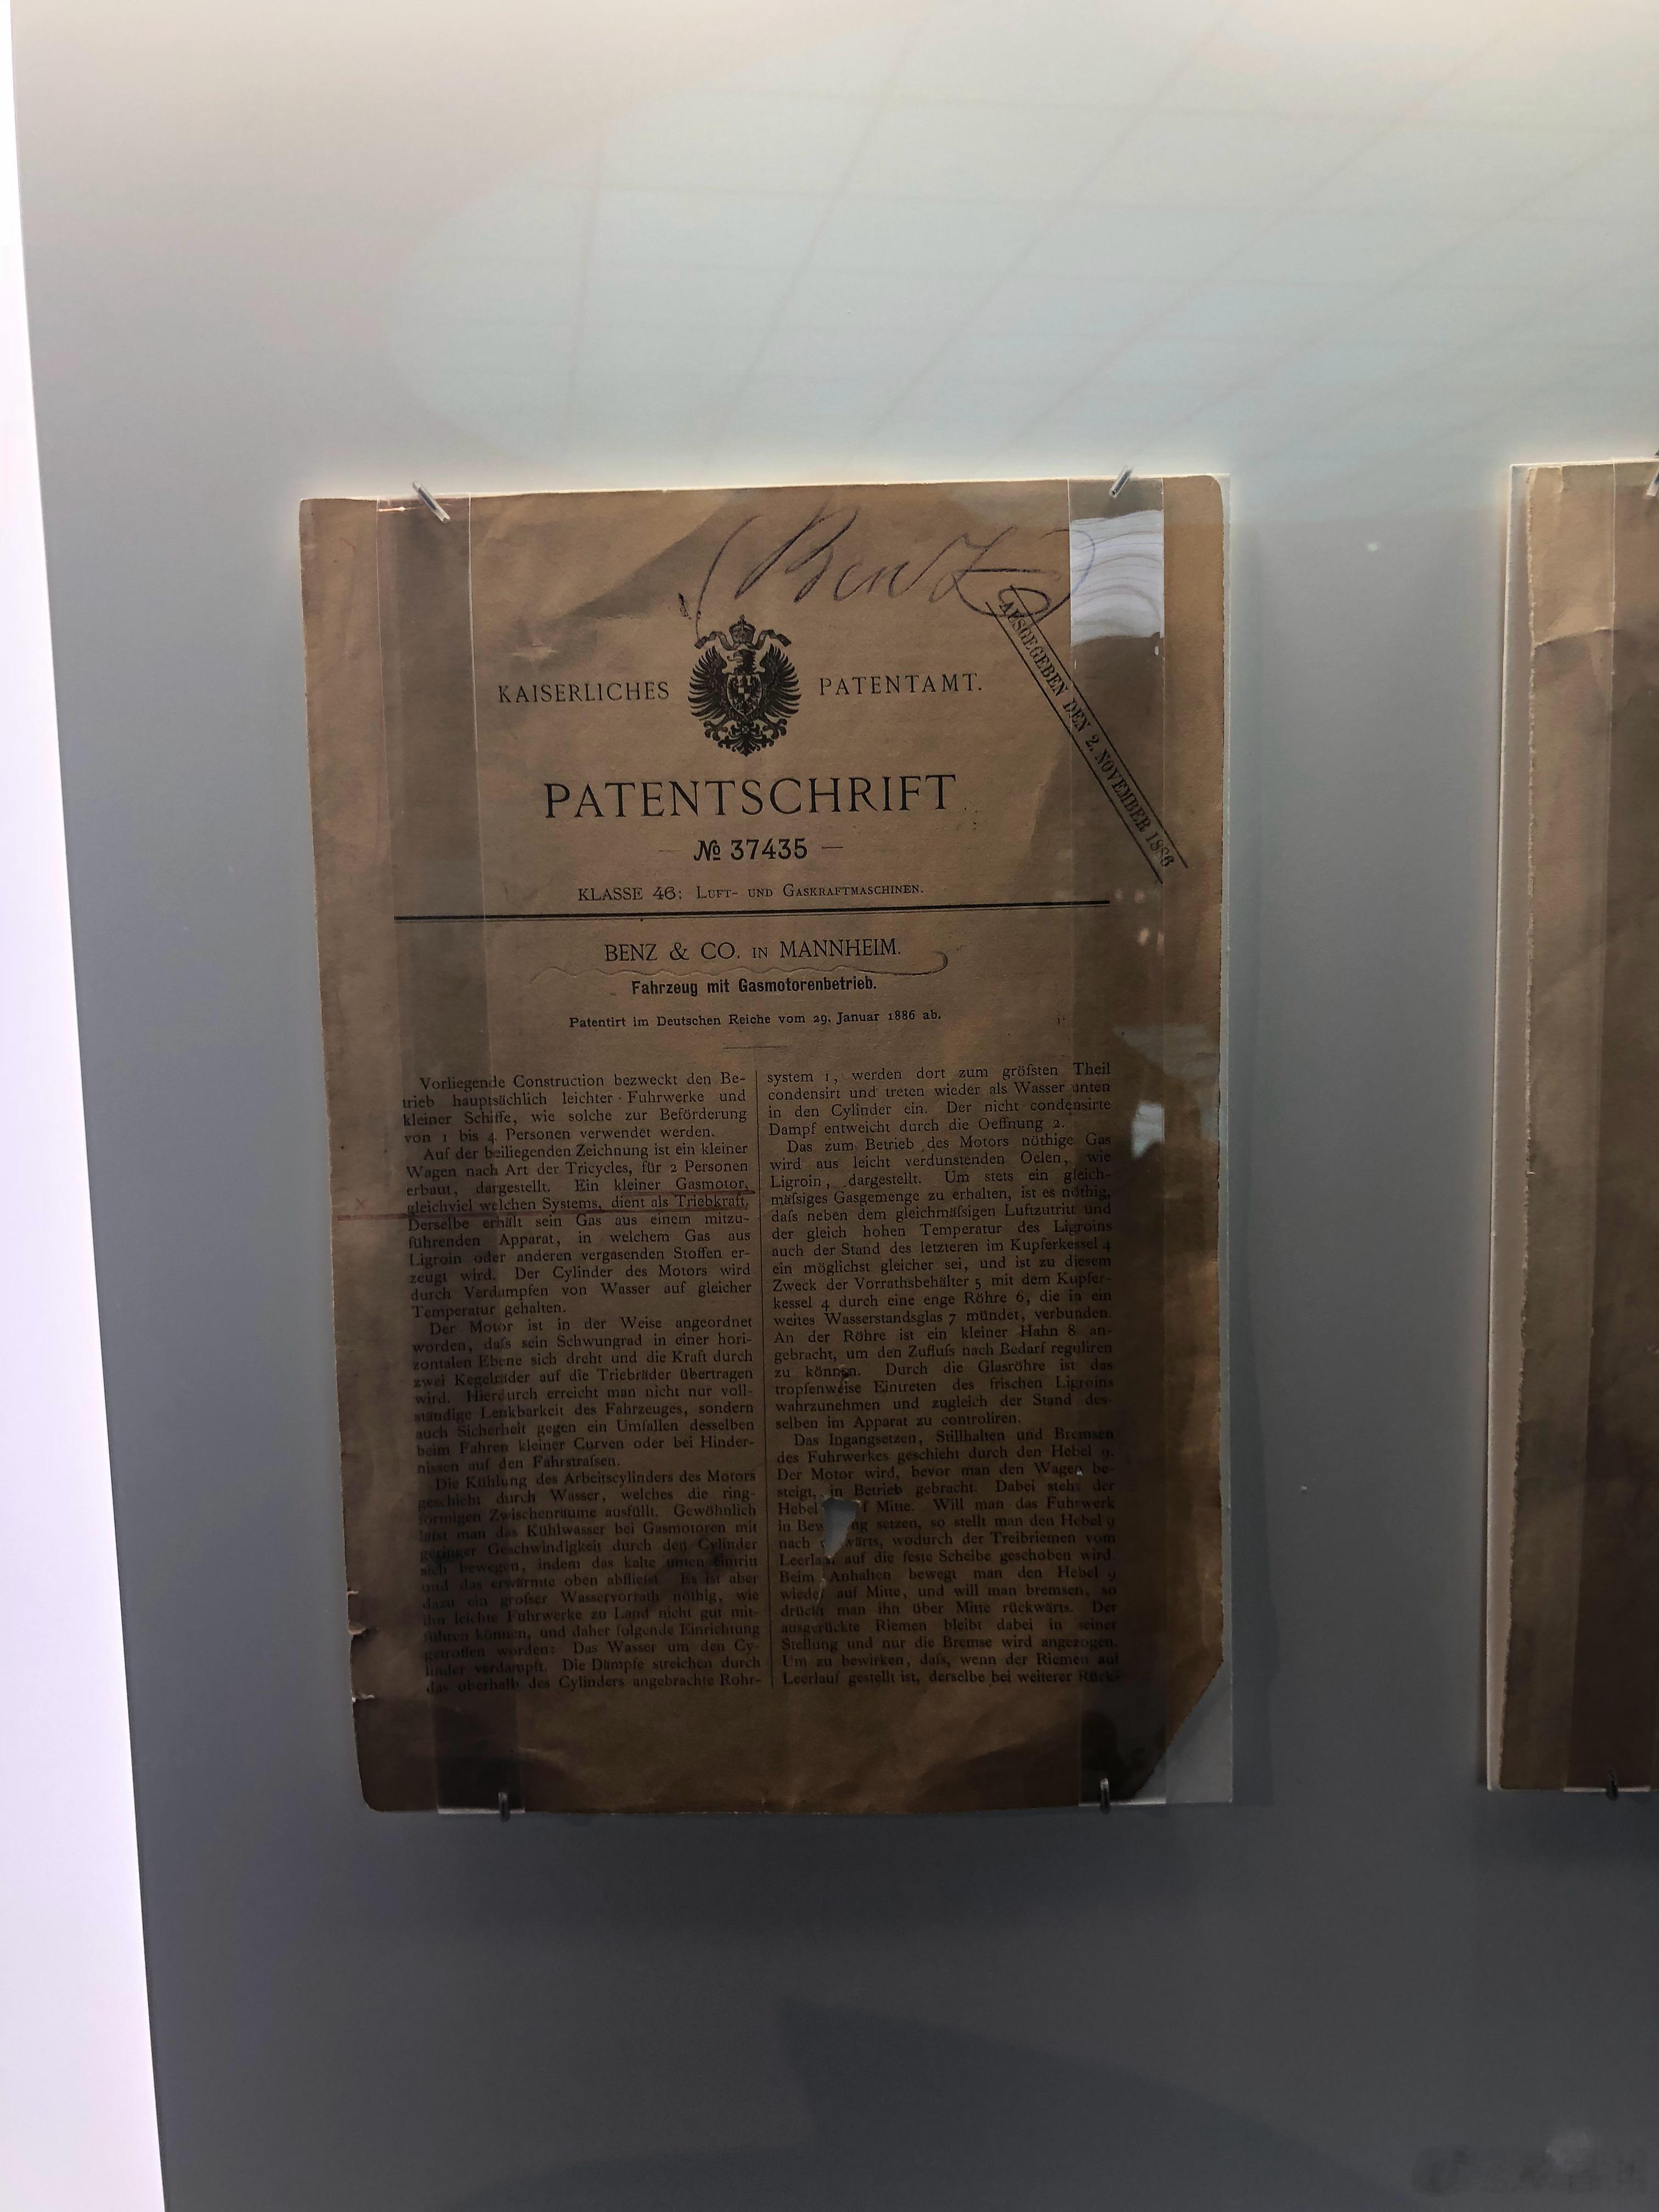 (Benz)
AUSGEGEBEN DEN 2. NOVEMBER 1886
KAISERLICHES PATENTAMT.
PATENTSCHRIFT
— № 37435 —
KLASSE 46: LUFT- UND GASKRAFTMASCHINEN.
BENZ & CO. IN MANNHEIM.
Fahrzeug mit Gasmotorenbetrieb.
Patentirt im Deutschen Reiche vom 29. Januar 1886 ab.
Vorliegende Construction bezweckt den Be-
trieb hauptsächlich leichter Fuhrwerke und
kleiner Schiffe, wie solche zur Beförderung
von 1 bis 4 Personen verwendet werden.
Auf der beiliegenden Zeichnung ist ein kleiner
Wagen nach Art der Tricycles, für 2 Personen
erbaut, dargestellt. Ein kleiner Gasmotor,
gleichviel welchen Systems, dient als Triebkraft.
Derselbe erhält sein Gas aus einem mitzu-
führenden Apparat, in welchem Gas aus
Ligroin oder anderen vergasenden Stoffen er-
zeugt wird. Der Cylinder des Motors wird
durch Verdampfen von Wasser auf gleicher
Temperatur gehalten.
Der Motor ist in der Weise angeordnet
worden, daſs sein Schwungrad in einer hori-
zontalen Ebene sich dreht und die Kraft durch
zwei Kegelräder auf die Triebräder übertragen
wird. Hierdurch erreicht man nicht nur voll-
ständige Lenkbarkeit des Fahrzeuges, sondern
auch Sicherheit gegen ein Umfallen desselben
beim Fahren kleiner Curven oder bei Hinder-
nissen auf den Fahrstraſsen.
Die Kühlung des Arbeitscylinders des Motors
geschieht durch Wasser, welches die ring-
förmigen Zwischenräume ausfüllt. Gewöhnlich
läſst man das Kühlwasser bei Gasmotoren mit
geringer Geschwindigkeit durch den Cylinder
sich bewegen, indem das kalte unten eintritt
und das erwärmte oben abflieſst. Es ist aber
dazu ein groſser Wasservorrath nöthig, wie
ihn leichte Fuhrwerke zu Land nicht gut mit-
führen können, und daher folgende Einrichtung
getroffen worden: Das Wasser um den Cy-
linder verdampft. Die Dämpfe streichen durch
das oberhalb des Cylinders angebrachte Rohr-
system 1, werden dort zum gröſsten Theil
condensirt und treten wieder als Wasser unten
in den Cylinder ein. Der nicht condensirte
Dampf entweicht durch die Oeffnung 2.
Das zum Betrieb des Motors nöthige Gas
wird aus leicht verdunstenden Oelen, wie
Ligroin, dargestellt. Um stets ein gleich-
mäſsiges Gasgemenge zu erhalten, ist es nöthig,
daſs neben dem gleichmäſsigen Luftzutritt und
der gleich hohen Temperatur des Ligroins
auch der Stand des letzteren im Kupferkessel 4
ein möglichst gleicher sei, und ist zu diesem
Zweck der Vorrathsbehälter 5 mit dem Kupfer-
kessel 4 durch eine enge Röhre 6, die in ein
weites Wasserstandsglas 7 mündet, verbunden.
An der Röhre ist ein kleiner Hahn 8 an-
gebracht, um den Zufluſs nach Bedarf reguliren
zu können. Durch die Glasröhre ist das
tropfenweise Eintreten des frischen Ligroins
wahrzunehmen und zugleich der Stand des-
selben im Apparat zu controliren.
Das Ingangsetzen, Stillhalten und Bremsen
des Fuhrwerkes geschieht durch den Hebel 9.
Der Motor wird, bevor man den Wagen be-
steigt, in Betrieb gebracht. Dabei steht der
Hebel Mitte. Will man das Fuhrwerk
in setzen, so stellt man den Hebel 9
nach wodurch der Treibriemen vom
Leerlauf auf die feste Scheibe geschoben wird.
Beim Anhalten bewegt man den Hebel 9
wieder auf Mitte, und will man bremsen, so
drückt man ihn über Mitte rückwärts. Der
ausgerückte Riemen bleibt dabei in seiner
Stellung und nur die Bremse wird angezogen.
Um zu bewirken, daſs, wenn der Riemen auf
Leerlauf gestellt ist, derselbe bei weiterer Rück-